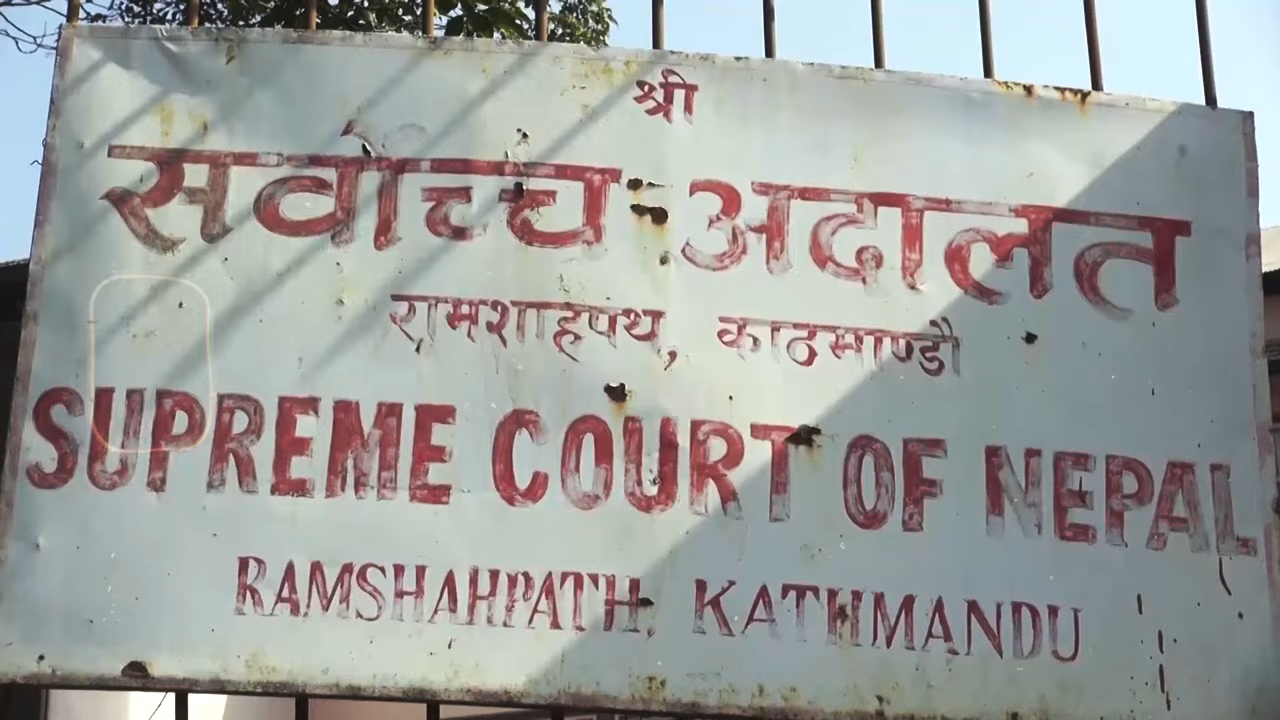 श्री
सर्वोच्च अदालत
रामशाहपथ, काठमाण्डौ
SUPREME COURT OF NEPAL
RAMSHAHPATH, KATHMANDU